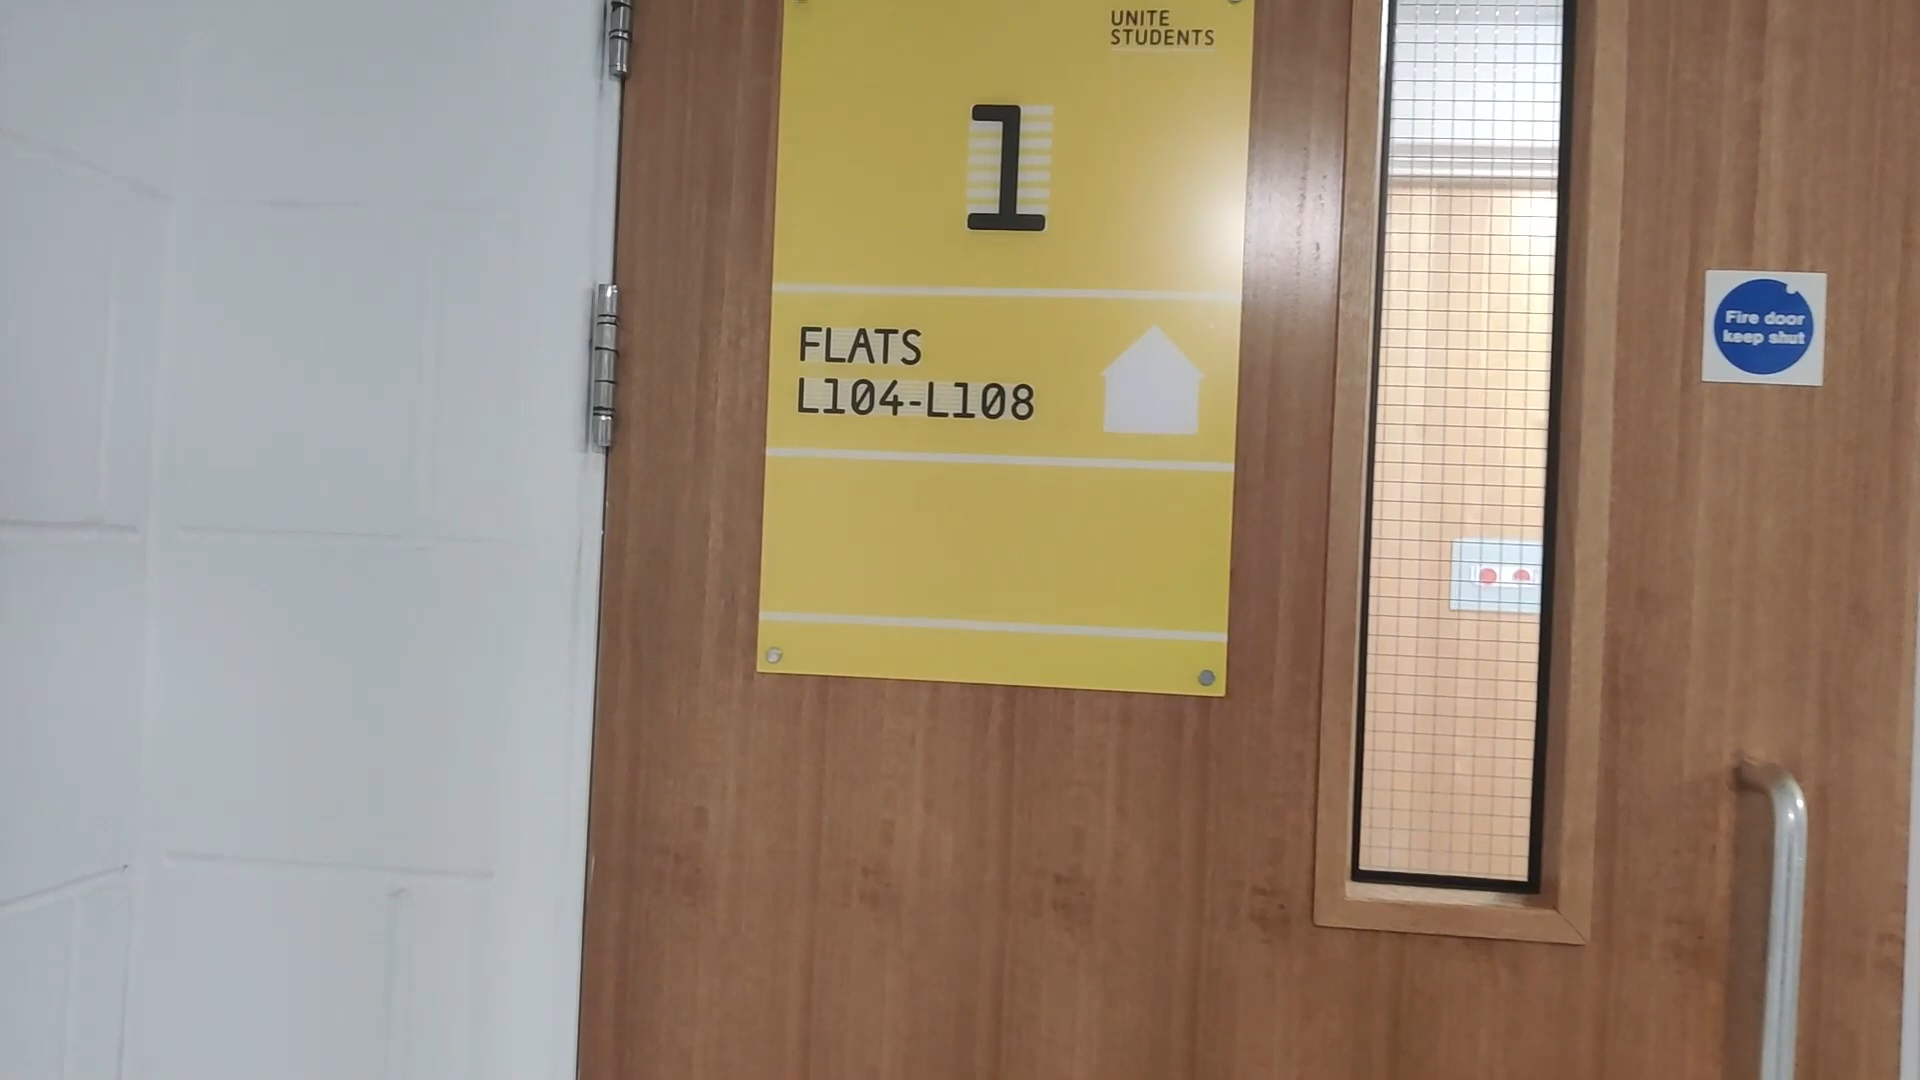 UNITE
STUDENTS
1
FLATS
L104-L108
Fire door
keep shut